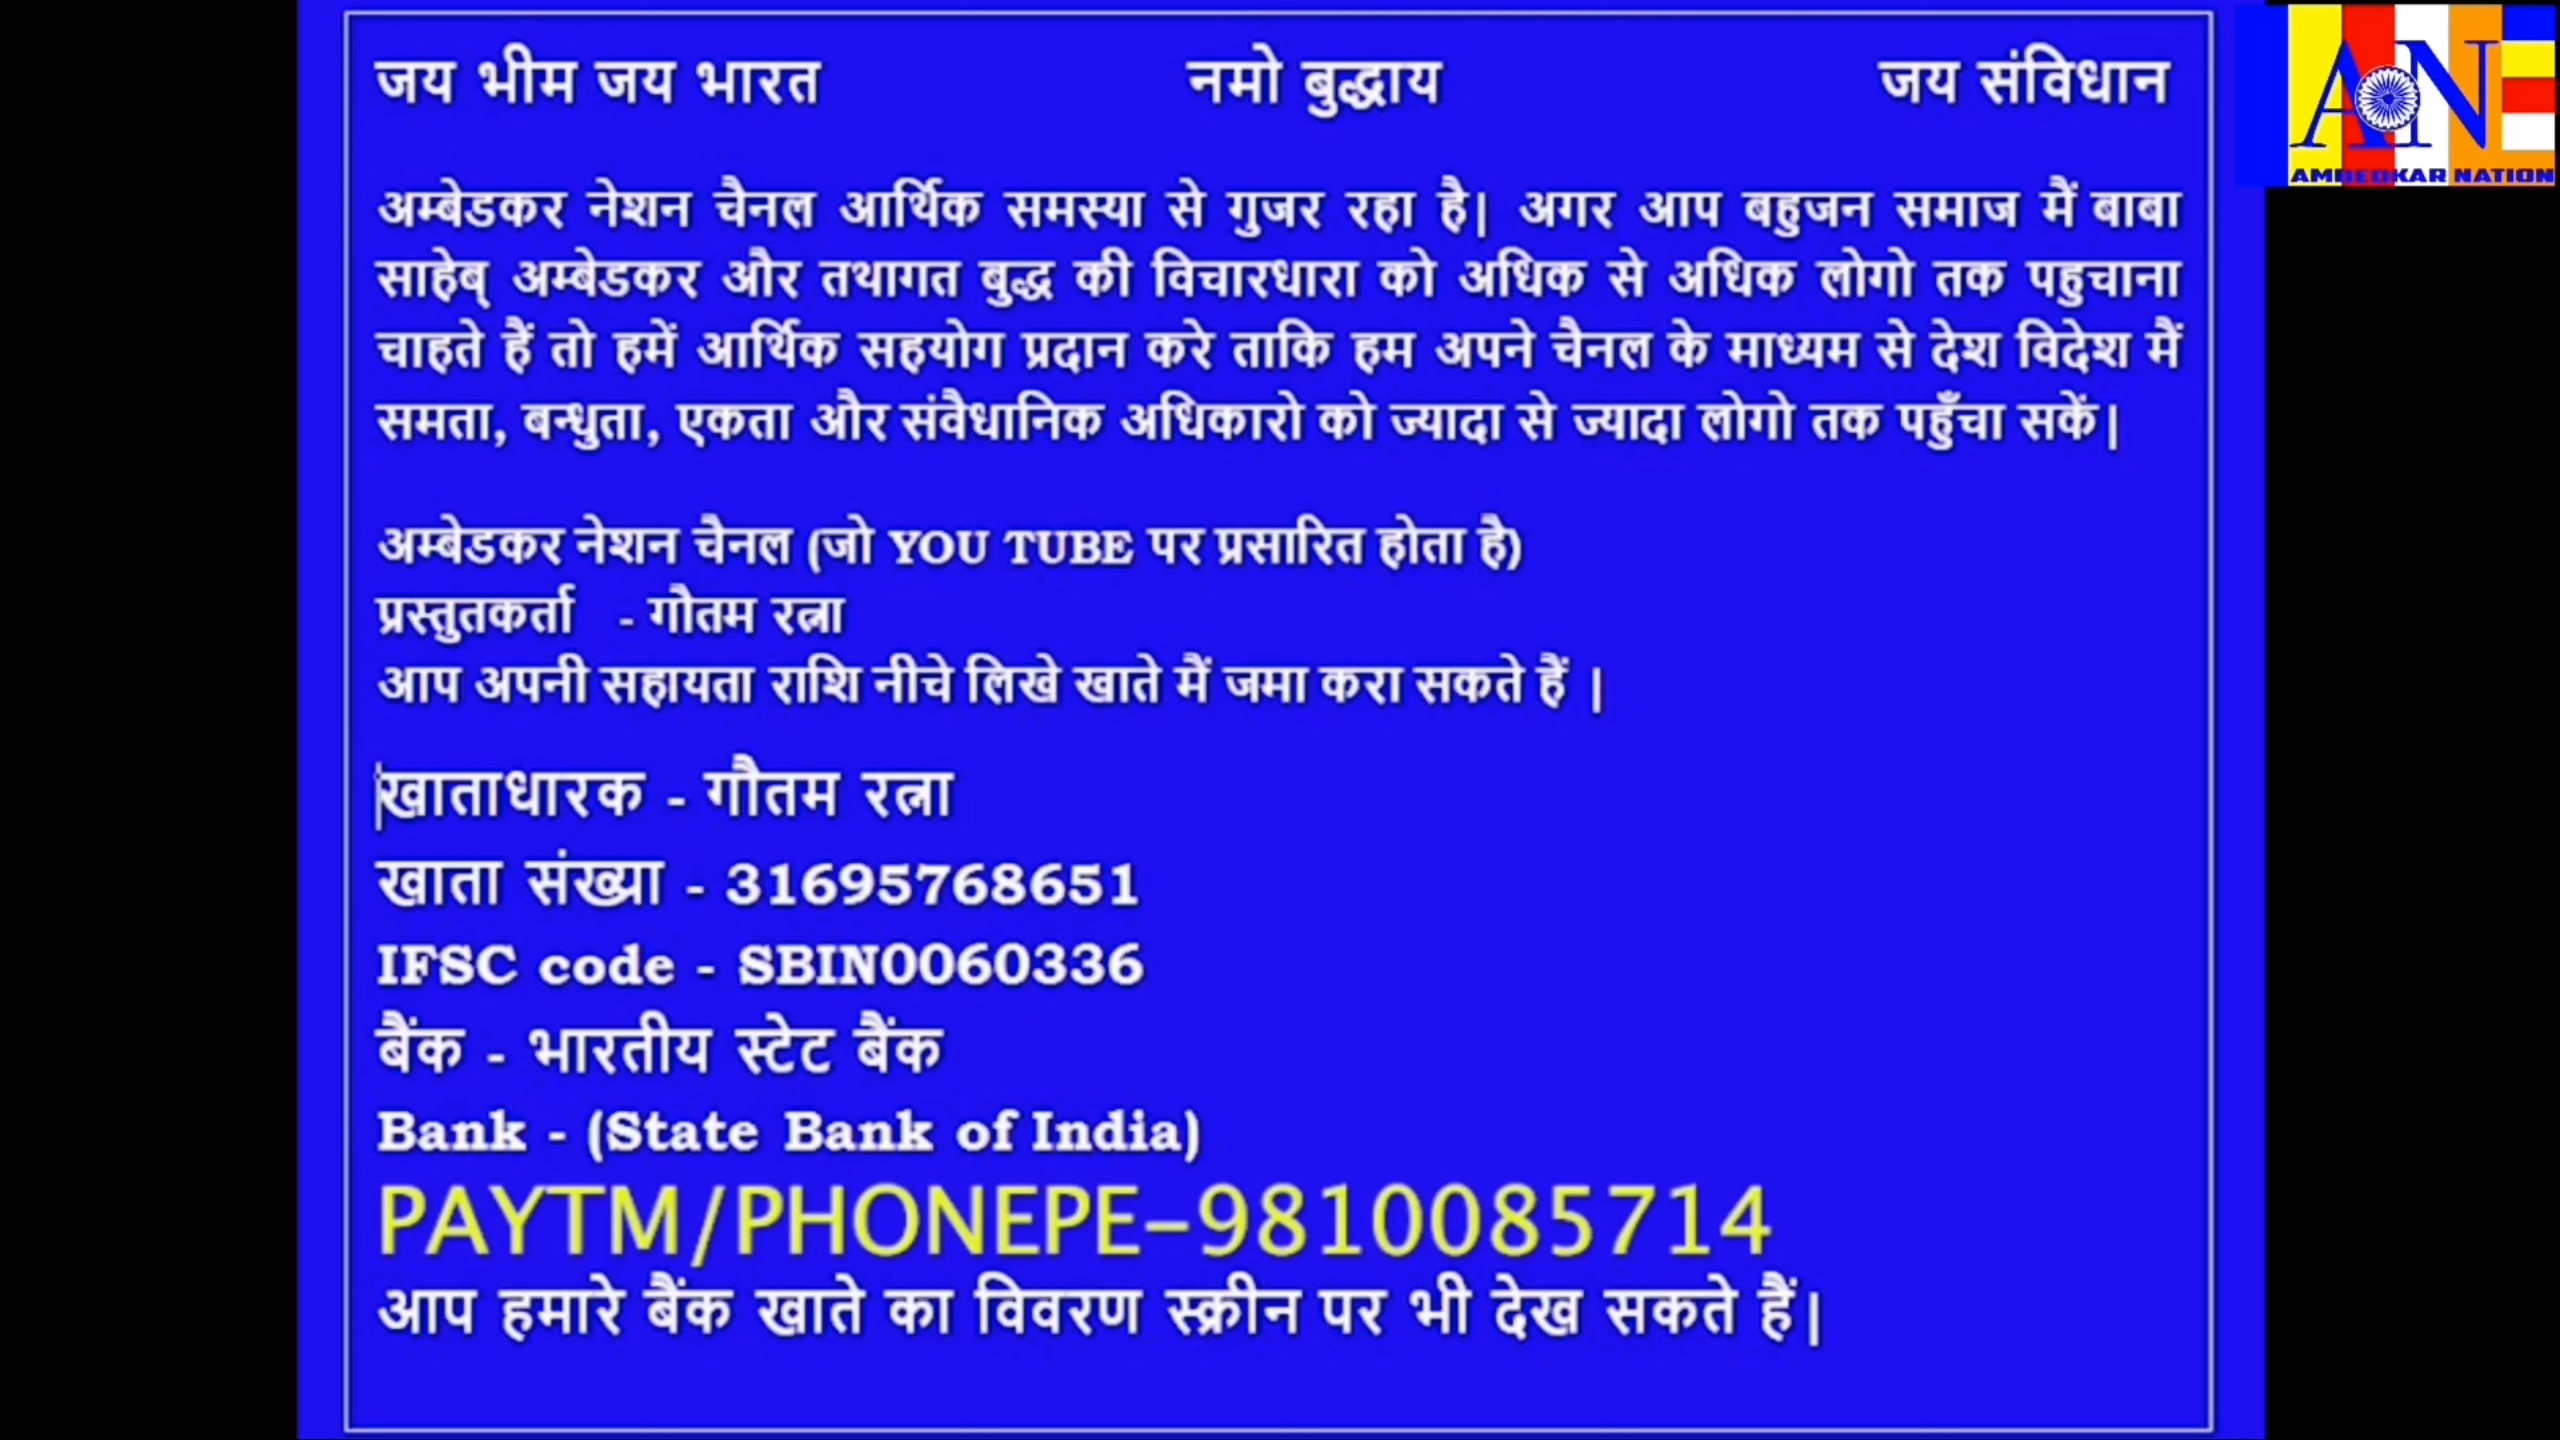 जय भीम जय भारत नमो बुद्धाय जय संविधान
AMBEDKAR NATION
अम्बेडकर नेशन चैनल आर्थिक समस्या से गुजर रहा है| अगर आप बहुजन समाज मैं बाबा
साहेब् अम्बेडकर और तथागत बुद्ध की विचारधारा को अधिक से अधिक लोगो तक पहुचाना
चाहते हैं तो हमें आर्थिक सहयोग प्रदान करे ताकि हम अपने चैनल के माध्यम से देश विदेश मैं
समता, बन्धुता, एकता और संवैधानिक अधिकारो को ज्यादा से ज्यादा लोगो तक पहुँचा सकें|
अम्बेडकर नेशन चैनल (जो YOU TUBE पर प्रसारित होता है)
प्रस्तुतकर्ता - गौतम रत्ना
आप अपनी सहायता राशि नीचे लिखे खाते मैं जमा करा सकते हैं |
खाताधारक - गौतम रत्ना
खाता संख्या - 31695768651
IFSC code - SBIN0060336
बैंक - भारतीय स्टेट बैंक
Bank - (State Bank of India)
PAYTM/PHONEPE-9810085714
आप हमारे बैंक खाते का विवरण स्क्रीन पर भी देख सकते हैं|